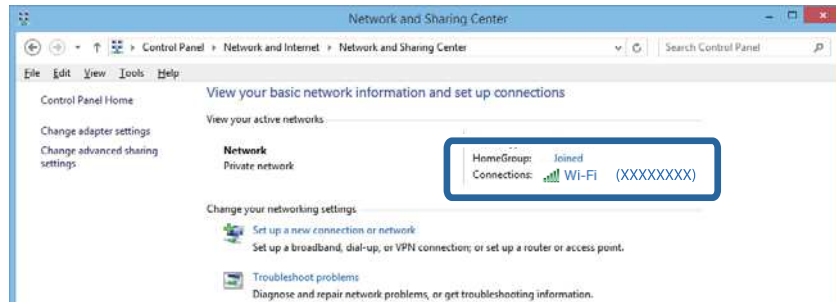 Network and Sharing Center
Control Panel ▸ Network and Internet ▸ Network and Sharing Center
Search Control Panel
File Edit View Tools Help
Control Panel Home
Change adapter settings
Change advanced sharing
settings
View your basic network information and set up connections
View your active networks
Network
Private network
HomeGroup: Joined
Connections: Wi-Fi (XXXXXXXX)
Change your networking settings
Set up a new connection or network
Set up a broadband, dial-up, or VPN connection; or set up a router or access point.
Troubleshoot problems
Diagnose and repair network problems, or get troubleshooting information.